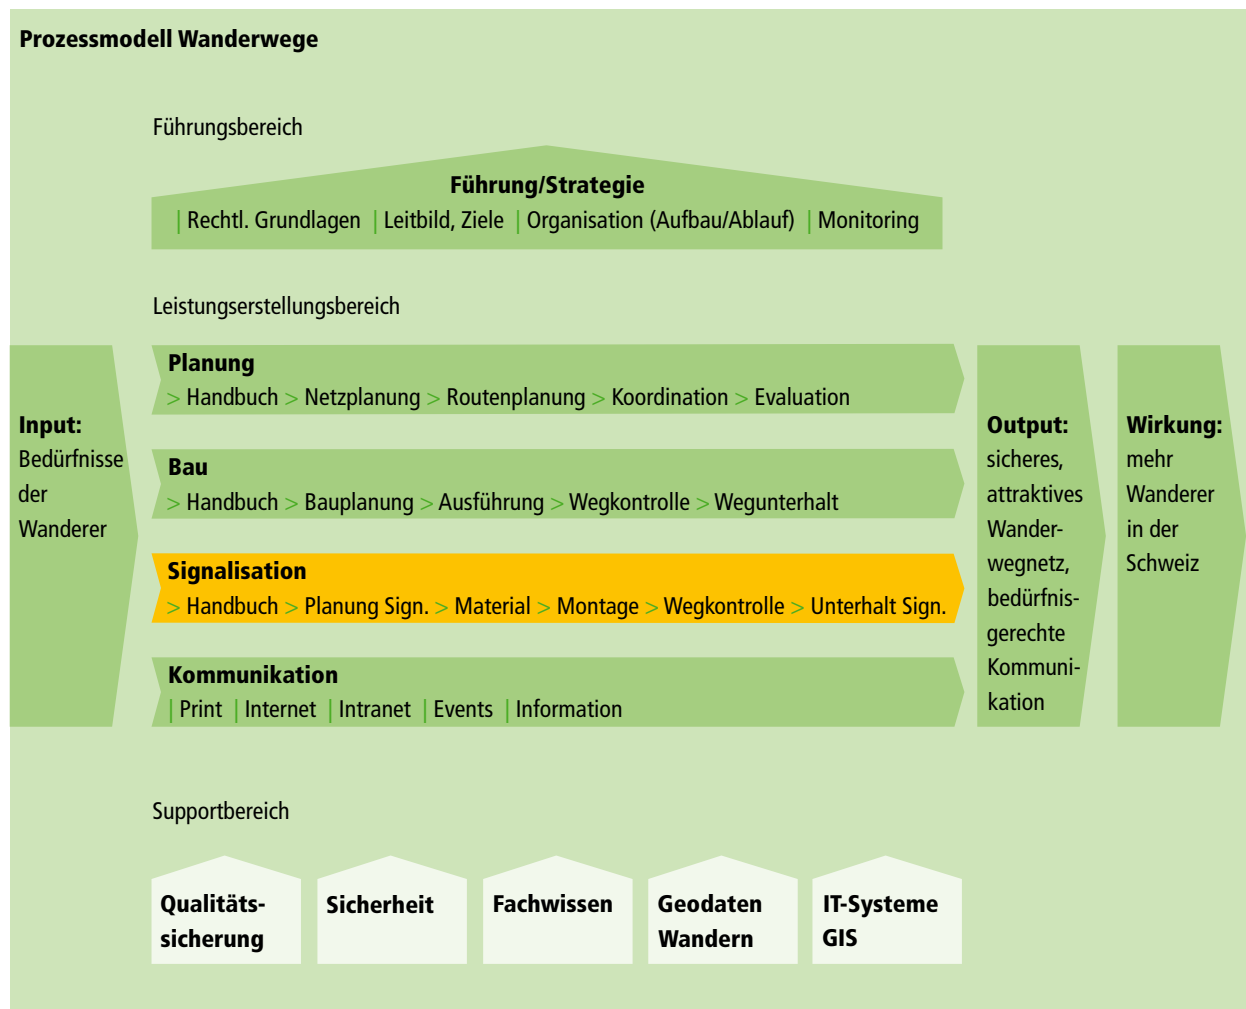 Prozessmodell Wanderwege
Führungsbereich
Führung/Strategie
| Rechtl. Grundlagen | Leitbild, Ziele | Organisation (Aufbau/Ablauf) | Monitoring
Leistungserstellungsbereich
Input:
Bedürfnisse
der
Wanderer
Planung
> Handbuch > Netzplanung > Routenplanung > Koordination > Evaluation
Bau
> Handbuch > Bauplanung > Ausführung > Wegkontrolle > Wegunterhalt
Signalisation
> Handbuch > Planung Sign. > Material > Montage > Wegkontrolle > Unterhalt Sign.
Kommunikation
| Print | Internet | Intranet | Events | Information
Output:
sicheres,
attraktives
Wander-
wegnetz,
bedürfnis-
gerechte
Kommuni-
kation
Wirkung:
mehr
Wanderer
in der
Schweiz
Supportbereich
Qualitäts-
sicherung
Sicherheit
Fachwissen
Geodaten
Wandern
IT-Systeme
GIS